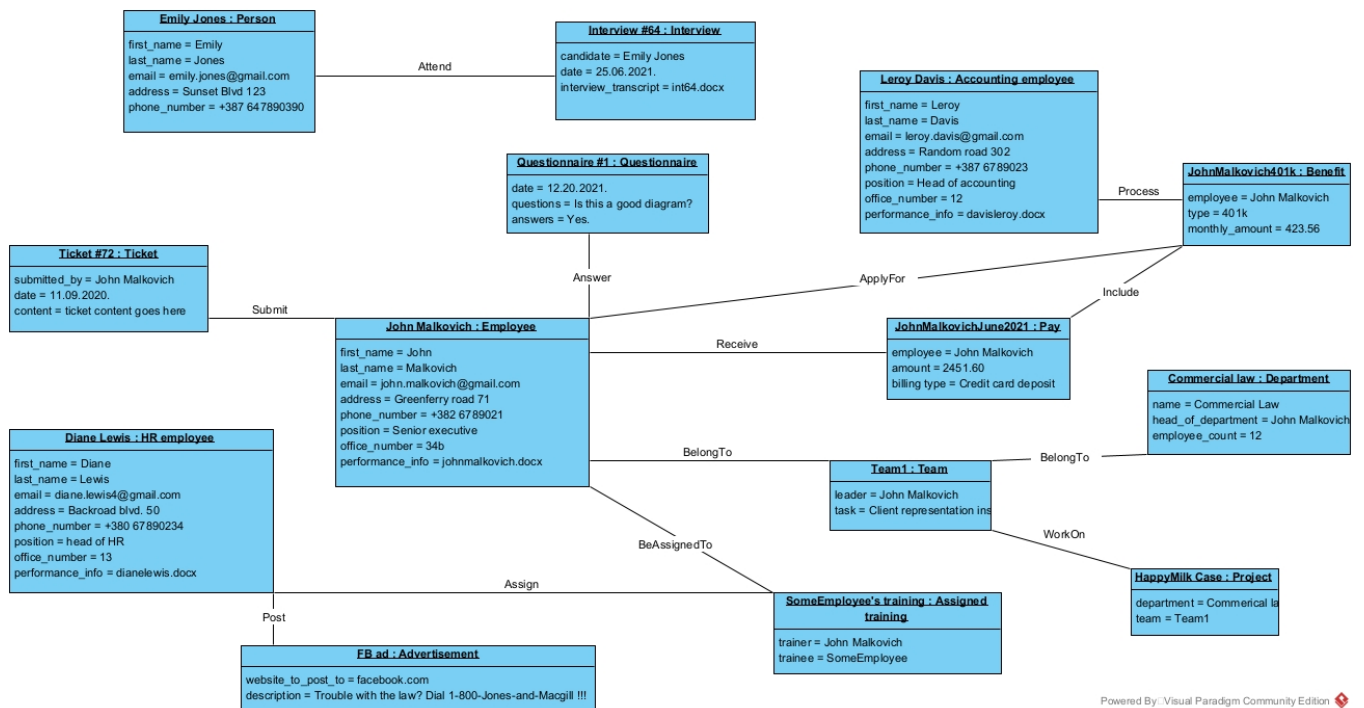 Emily Jones : Person
first_name = Emily
last_name = Jones
email = emily.jones@gmail.com
address = Sunset Blvd 123
phone_number = +387 647890390
Attend
Interview #64 : Interview
candidate = Emily Jones
date = 25.06.2021.
interview_transcript = int64.docx
Leroy Davis : Accounting employee
first_name = Leroy
last_name = Davis
email = leroy.davis@gmail.com
address = Random road 302
phone_number = +387 6789023
position = Head of accounting
office_number = 12
performance_info = davisleroy.docx
Process
JohnMalkovich401k : Benefit
employee = John Malkovich
type = 401k
monthly_amount = 423.56
Questionnaire #1 : Questionnaire
date = 12.20.2021.
questions = Is this a good diagram?
answers = Yes.
Answer
Ticket #72 : Ticket
submitted_by = John Malkovich
date = 11.09.2020.
content = ticket content goes here
Submit
ApplyFor
Include
John Malkovich : Employee
first_name = John
last_name = Malkovich
email = john.malkovich@gmail.com
address = Greenferry road 71
phone_number = +382 6789021
position = Senior executive
office_number = 34b
performance_info = johnmalkovich.docx
Receive
JohnMalkovichJune2021 : Pay
employee = John Malkovich
amount = 2451.60
billing type = Credit card deposit
Commercial law : Department
name = Commercial Law
head_of_department = John Malkovich
employee_count = 12
BelongTo
BelongTo
Team1 : Team
leader = John Malkovich
task = Client representation ins
WorkOn
HappyMilk Case : Project
department = Commerical la
team = Team1
Diane Lewis : HR employee
first_name = Diane
last_name = Lewis
email = diane.lewis4@gmail.com
address = Backroad blvd. 50
phone_number = +380 67890234
position = head of HR
office_number = 13
performance_info = dianelewis.docx
BeAssignedTo
Assign
Post
SomeEmployee's training : Assigned
training
trainer = John Malkovich
trainee = SomeEmployee
FB ad : Advertisement
website_to_post_to = facebook.com
description = Trouble with the law? Dial 1-800-Jones-and-Macgill !!!
Powered By Visual Paradigm Community Edition